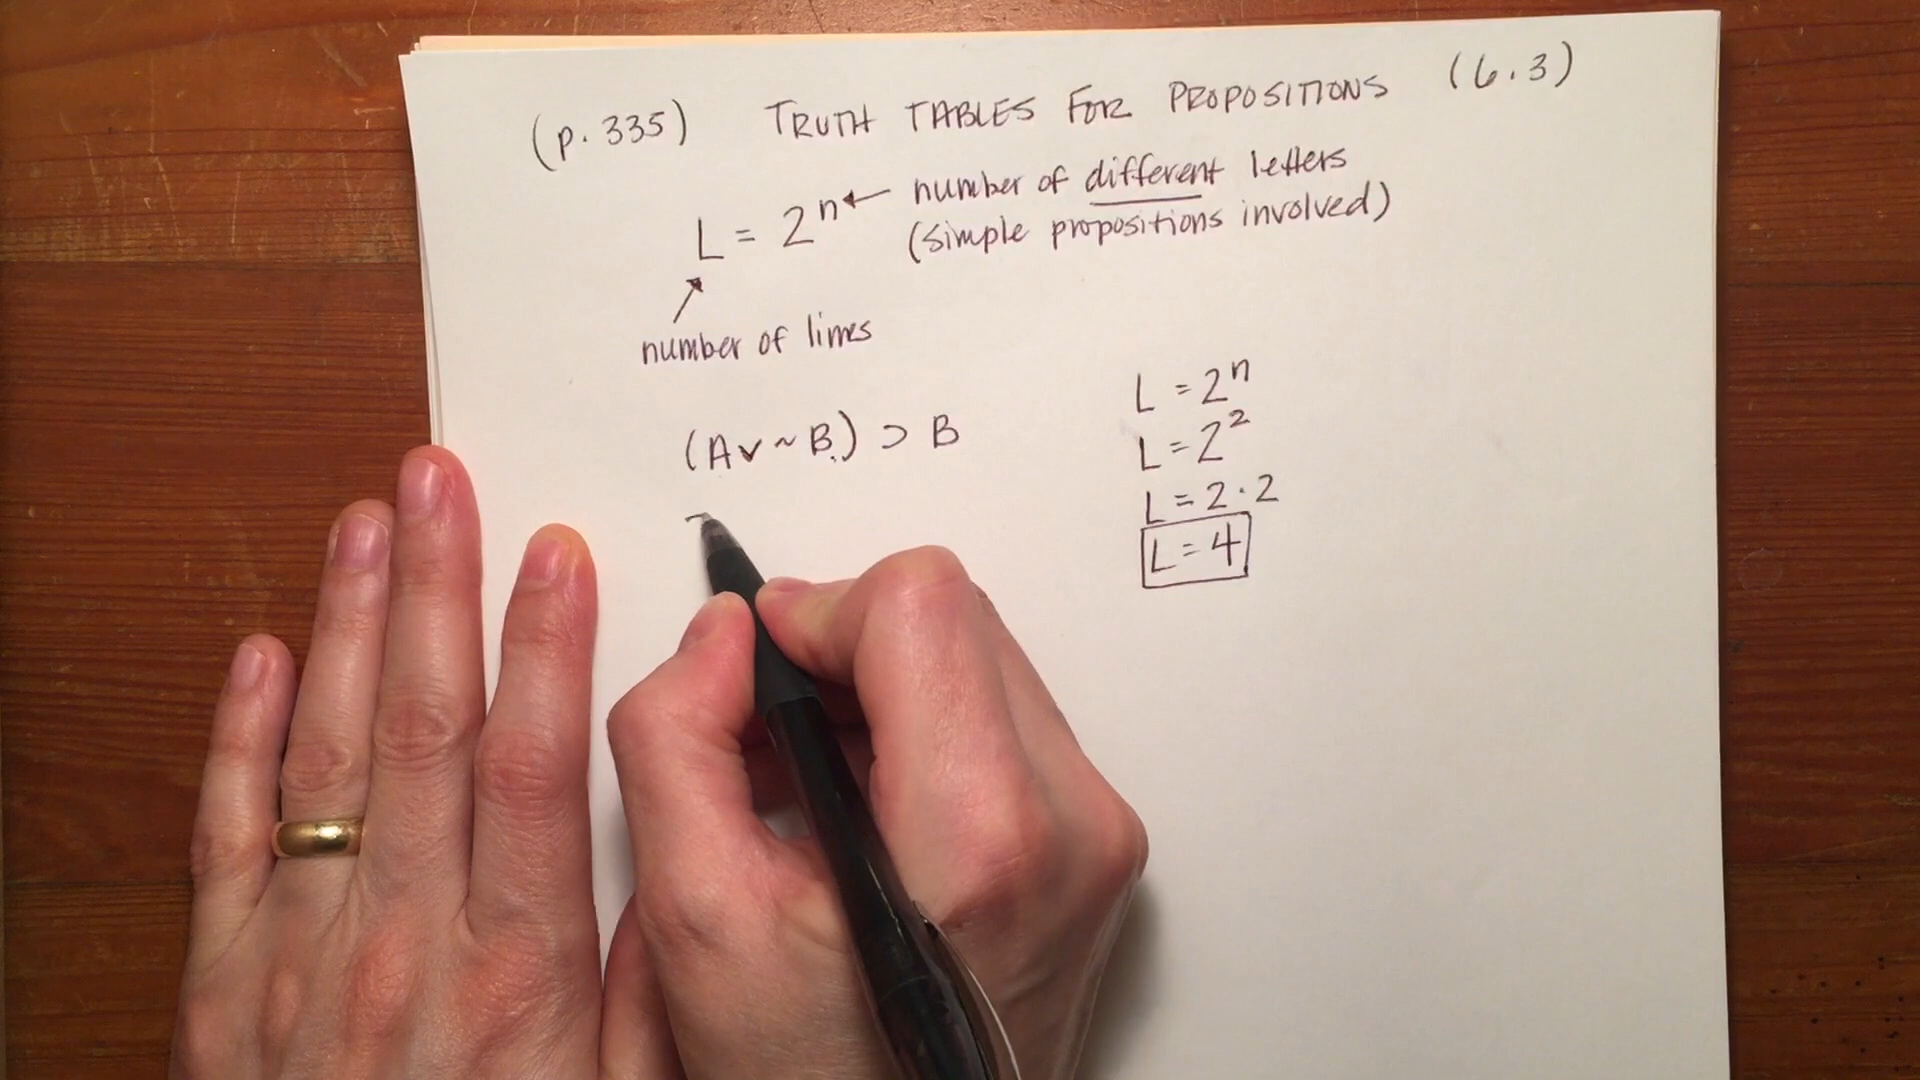 (p. 335) TRUTH TABLES FOR PROPOSITIONS (6.3)
L = 2ⁿ ← number of different letters
(simple propositions involved)
number of lines
(A v ~ B) ⊃ B
L = 2ⁿ
L = 2²
L = 2 · 2
L = 4